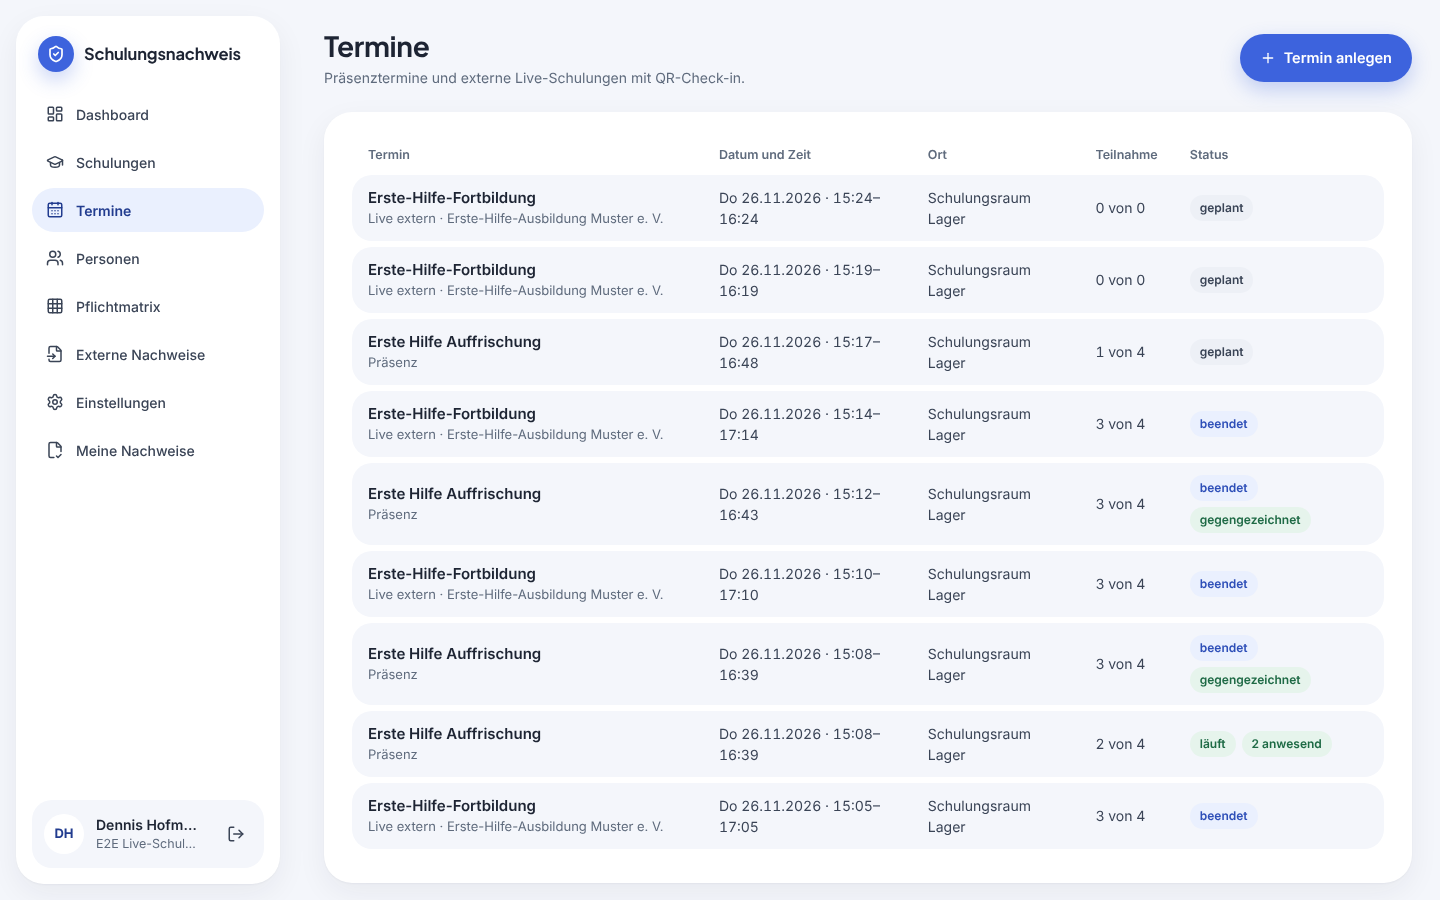 Schulungsnachweis
Dashboard
Schulungen
Termine
Personen
Pflichtmatrix
Externe Nachweise
Einstellungen
Meine Nachweise
DH
Dennis Hofm...
E2E Live-Schul...
Termine
Präsenztermine und externe Live-Schulungen mit QR-Check-in.
+ Termin anlegen
Termin Datum und Zeit Ort Teilnahme Status
Erste-Hilfe-Fortbildung
Live extern · Erste-Hilfe-Ausbildung Muster e. V.
Do 26.11.2026 · 15:24–
16:24
Schulungsraum
Lager
0 von 0
geplant
Erste-Hilfe-Fortbildung
Live extern · Erste-Hilfe-Ausbildung Muster e. V.
Do 26.11.2026 · 15:19–
16:19
Schulungsraum
Lager
0 von 0
geplant
Erste Hilfe Auffrischung
Präsenz
Do 26.11.2026 · 15:17–
16:48
Schulungsraum
Lager
1 von 4
geplant
Erste-Hilfe-Fortbildung
Live extern · Erste-Hilfe-Ausbildung Muster e. V.
Do 26.11.2026 · 15:14–
17:14
Schulungsraum
Lager
3 von 4
beendet
Erste Hilfe Auffrischung
Präsenz
Do 26.11.2026 · 15:12–
16:43
Schulungsraum
Lager
3 von 4
beendet
gegengezeichnet
Erste-Hilfe-Fortbildung
Live extern · Erste-Hilfe-Ausbildung Muster e. V.
Do 26.11.2026 · 15:10–
17:10
Schulungsraum
Lager
3 von 4
beendet
Erste Hilfe Auffrischung
Präsenz
Do 26.11.2026 · 15:08–
16:39
Schulungsraum
Lager
3 von 4
beendet
gegengezeichnet
Erste Hilfe Auffrischung
Präsenz
Do 26.11.2026 · 15:08–
16:39
Schulungsraum
Lager
2 von 4
läuft 2 anwesend
Erste-Hilfe-Fortbildung
Live extern · Erste-Hilfe-Ausbildung Muster e. V.
Do 26.11.2026 · 15:05–
17:05
Schulungsraum
Lager
3 von 4
beendet